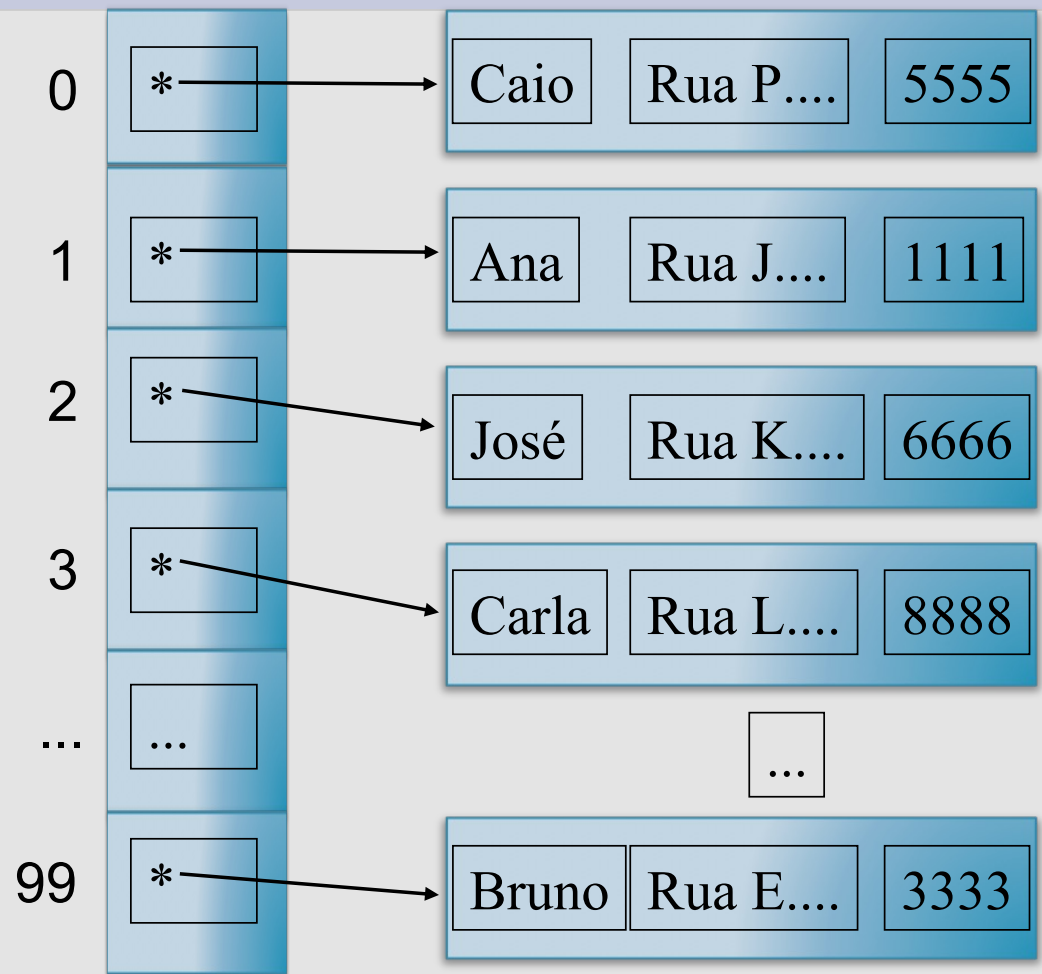 0 * Caio Rua P.... 5555
1 * Ana Rua J.... 1111
2 * José Rua K.... 6666
3 * Carla Rua L.... 8888
... ... ...
99 * Bruno Rua E.... 3333